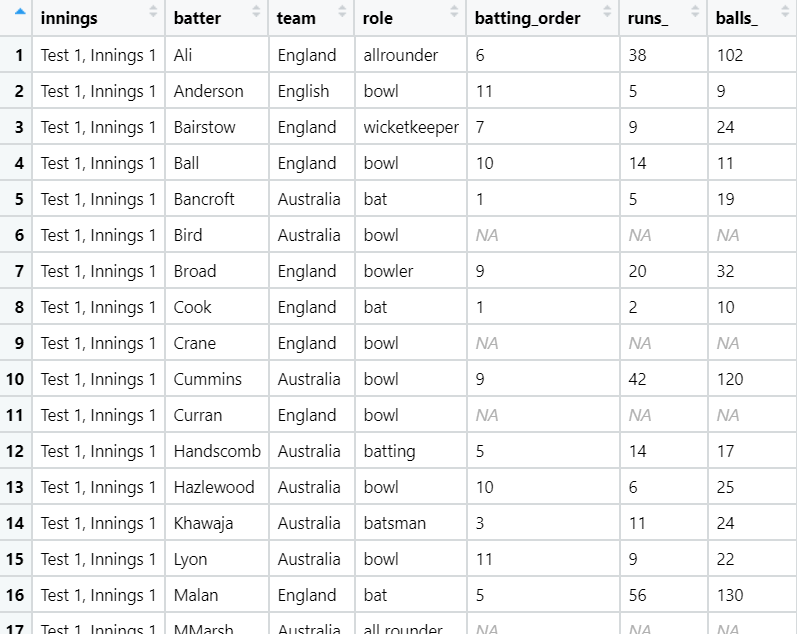 innings batter team role batting_order runs_ balls_
1 Test 1, Innings 1 Ali England allrounder 6 38 102
2 Test 1, Innings 1 Anderson English bowl 11 5 9
3 Test 1, Innings 1 Bairstow England wicketkeeper 7 9 24
4 Test 1, Innings 1 Ball England bowl 10 14 11
5 Test 1, Innings 1 Bancroft Australia bat 1 5 19
6 Test 1, Innings 1 Bird Australia bowl NA NA NA
7 Test 1, Innings 1 Broad England bowler 9 20 32
8 Test 1, Innings 1 Cook England bat 1 2 10
9 Test 1, Innings 1 Crane England bowl NA NA NA
10 Test 1, Innings 1 Cummins Australia bowl 9 42 120
11 Test 1, Innings 1 Curran England bowl NA NA NA
12 Test 1, Innings 1 Handscomb Australia batting 5 14 17
13 Test 1, Innings 1 Hazlewood Australia bowl 10 6 25
14 Test 1, Innings 1 Khawaja Australia batsman 3 11 24
15 Test 1, Innings 1 Lyon Australia bowl 11 9 22
16 Test 1, Innings 1 Malan England bat 5 56 130
17 Test 1, Innings 1 MMarsh Australia all rounder NA NA NA